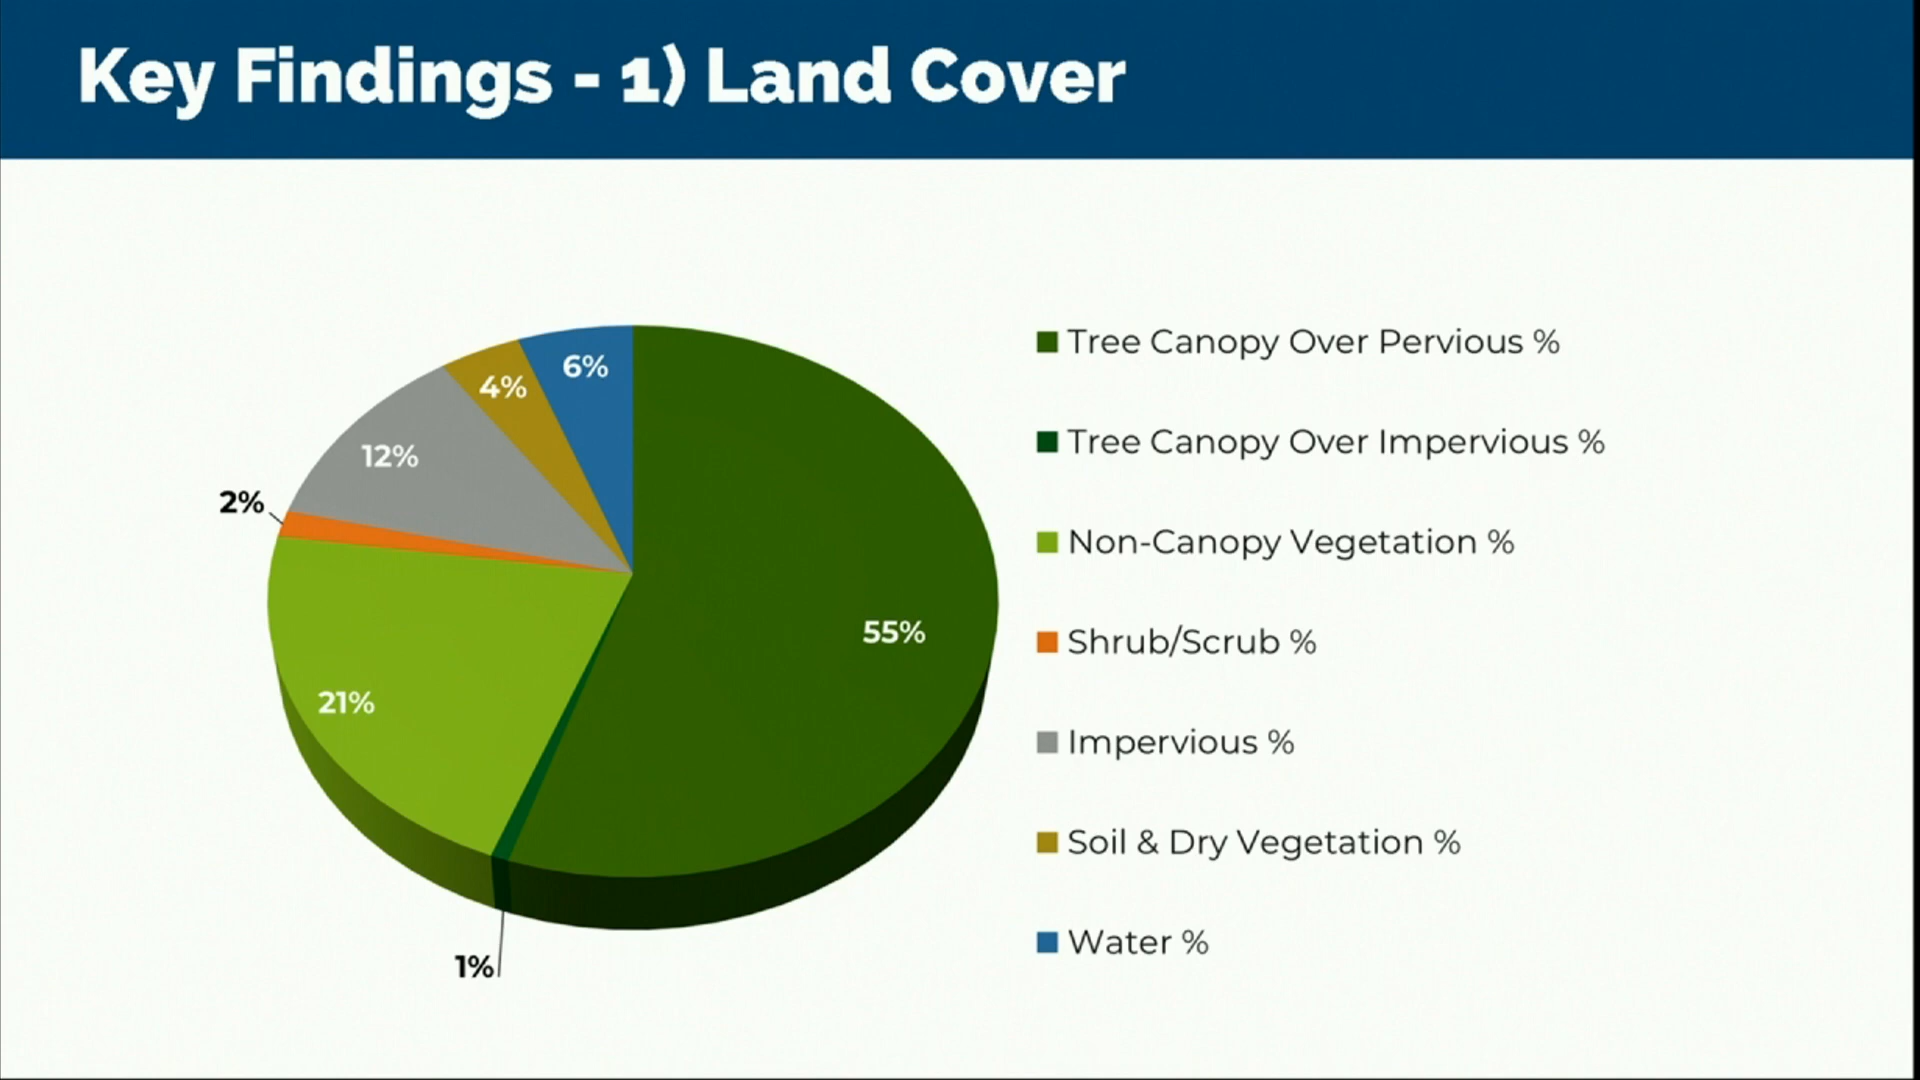 Key Findings - 1) Land Cover
6%
4%
12%
2%
55%
21%
1%
Tree Canopy Over Pervious %
Tree Canopy Over Impervious %
Non-Canopy Vegetation %
Shrub/Scrub %
Impervious %
Soil & Dry Vegetation %
Water %